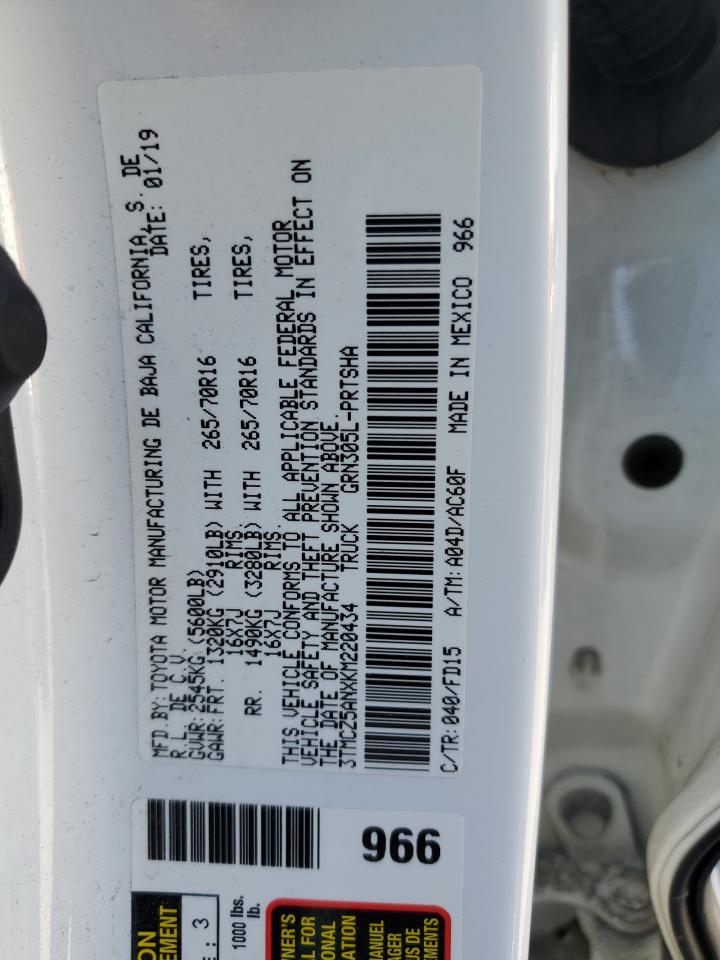 MFD.BY:TOYOTA MOTOR MANUFACTURING DE BAJA CALIFORNIA, S. DE
R.L. DE C.V. DATE: 01/19
GVWR:2545KG (5600LB)
GAWR:FRT. 1320KG (2910LB) WITH 265/70R16 TIRES,
16X7J RIMS.
RR. 1490KG (3280LB) WITH 265/70R16 TIRES,
16X7J RIMS.
THIS VEHICLE CONFORMS TO ALL APPLICABLE FEDERAL MOTOR
VEHICLE SAFETY AND THEFT PREVENTION STANDARDS IN EFFECT ON
THE DATE OF MANUFACTURE SHOWN ABOVE.
3TMCZ5ANXKM220434 TRUCK GRN305L-PRTSHA
C/TR:040/FD15 A/TM:A04D/AC60F MADE IN MEXICO 966
966
: 3
1000 lbs.
lb.
MANUEL